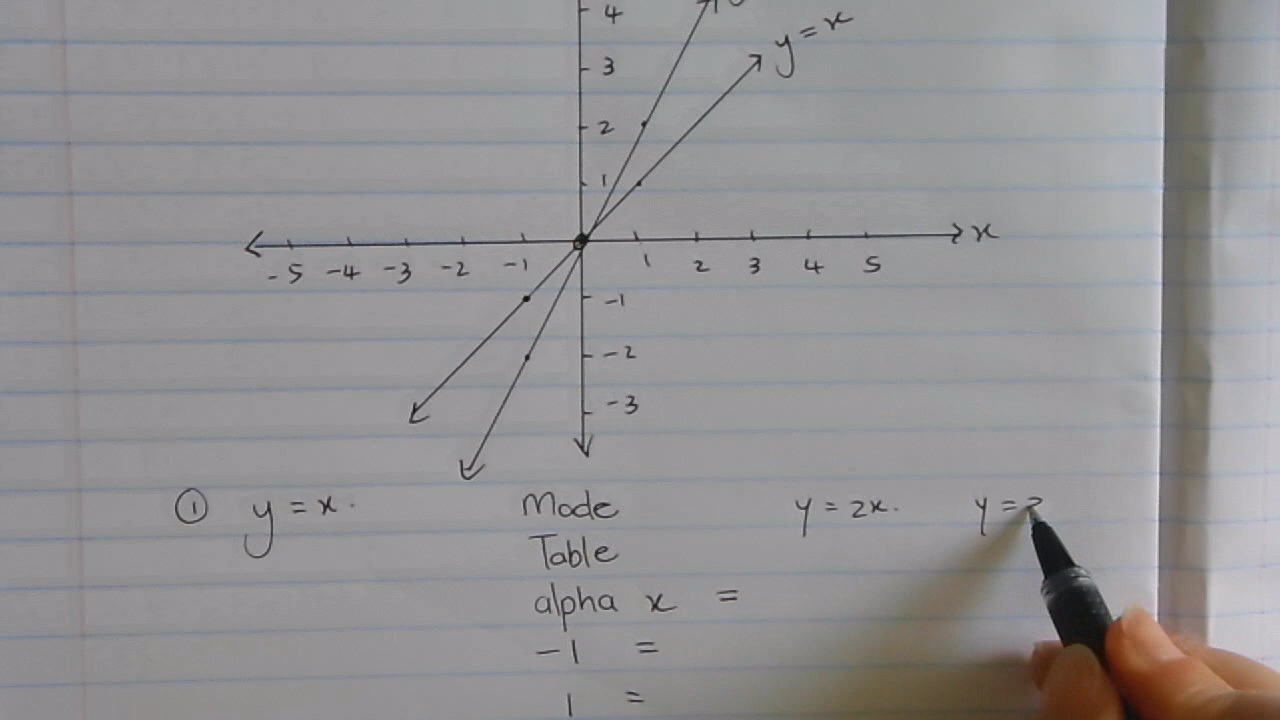 4
y = x
3
2
1
x
-5 -4 -3 -2 -1 1 2 3 4 5
-1
-2
-3
① y = x. Mode y = 2x. y =
Table
alpha x =
-1 =
1 =